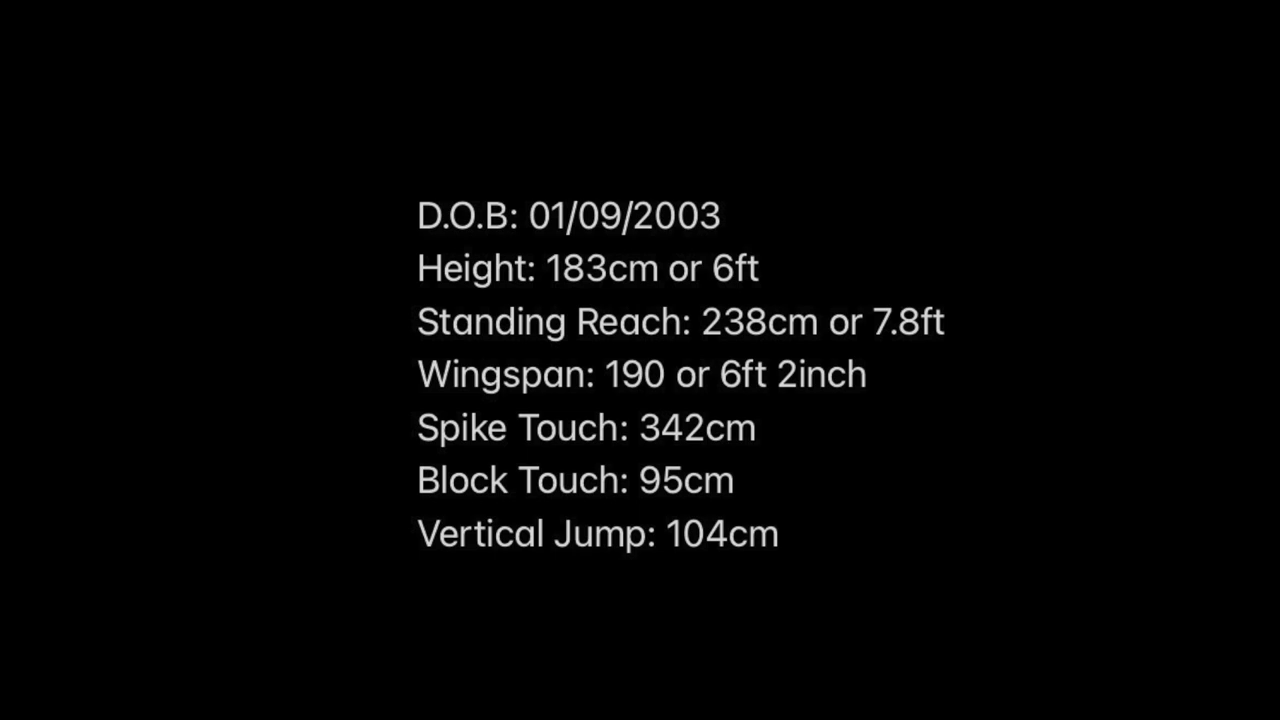 D.O.B: 01/09/2003
Height: 183cm or 6ft
Standing Reach: 238cm or 7.8ft
Wingspan: 190 or 6ft 2inch
Spike Touch: 342cm
Block Touch: 95cm
Vertical Jump: 104cm